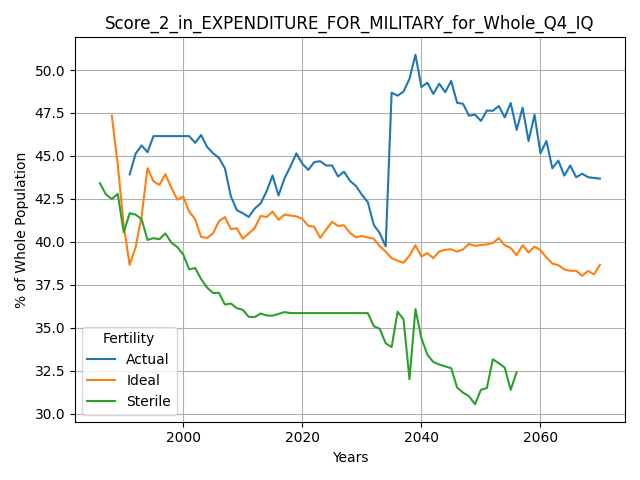 Score_2_in_EXPENDITURE_FOR_MILITARY_for_Whole_Q4_IQ
% of Whole Population
50.0
47.5
45.0
42.5
40.0
37.5
35.0
32.5
30.0
Fertility
Actual
Ideal
Sterile
2000 2020 2040 2060
Years